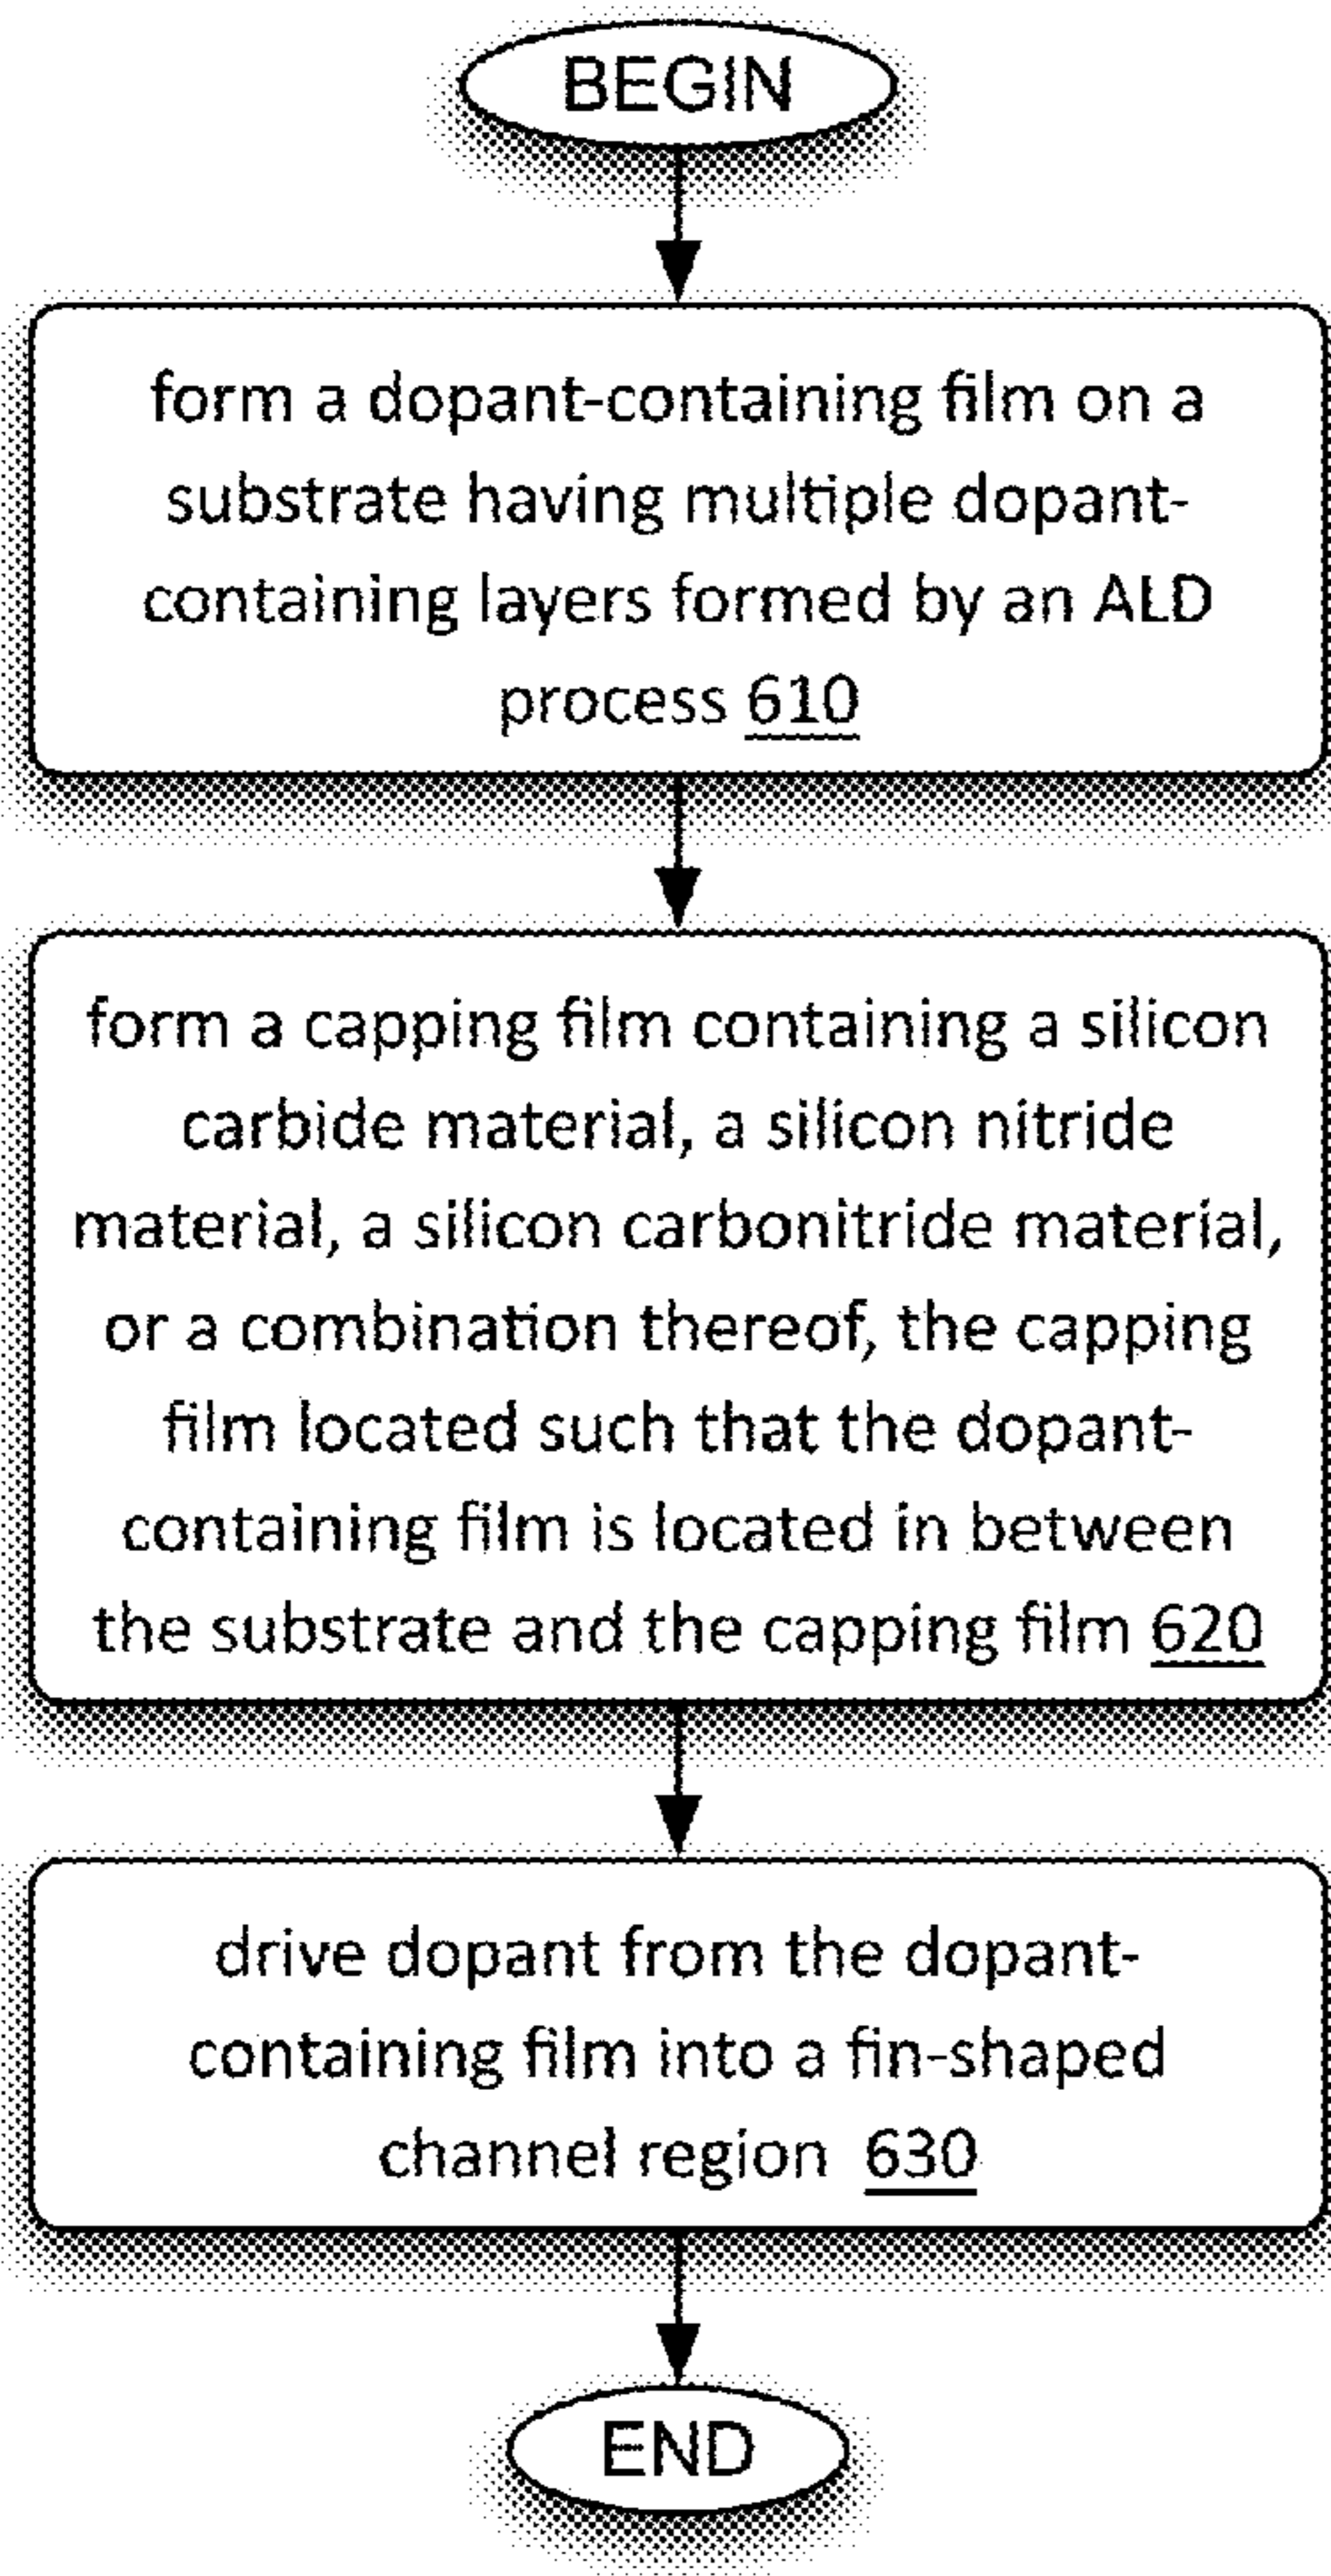 BEGIN
form a dopant-containing film on a
substrate having multiple dopant-
containing layers formed by an ALD
process 610
form a capping film containing a silicon
carbide material, a silicon nitride
material, a silicon carbonitride material,
or a combination thereof, the capping
film located such that the dopant-
containing film is located in between
the substrate and the capping film 620
drive dopant from the dopant-
containing film into a fin-shaped
channel region 630
END